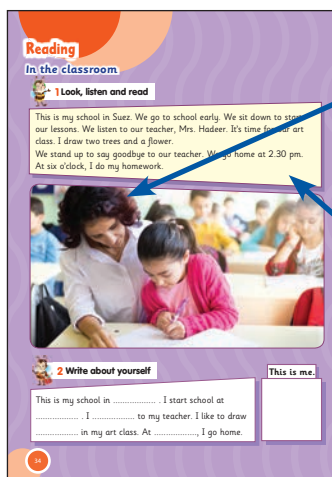 Reading
In the classroom
1 Look, listen and read
This is my school in Suez. We go to school early. We sit down to start
our lessons. We listen to our teacher, Mrs. Hadeer. It's time for our art
class. I draw two trees and a flower.
We stand up to say goodbye to our teacher. We go home at 2.30 pm.
At six o'clock, I do my homework.
2 Write about yourself
This is me.
This my school in .................. . I start school at
.................. . I .................. to my teacher. I like to draw
.................. in my art class. At .................., I go home.
34